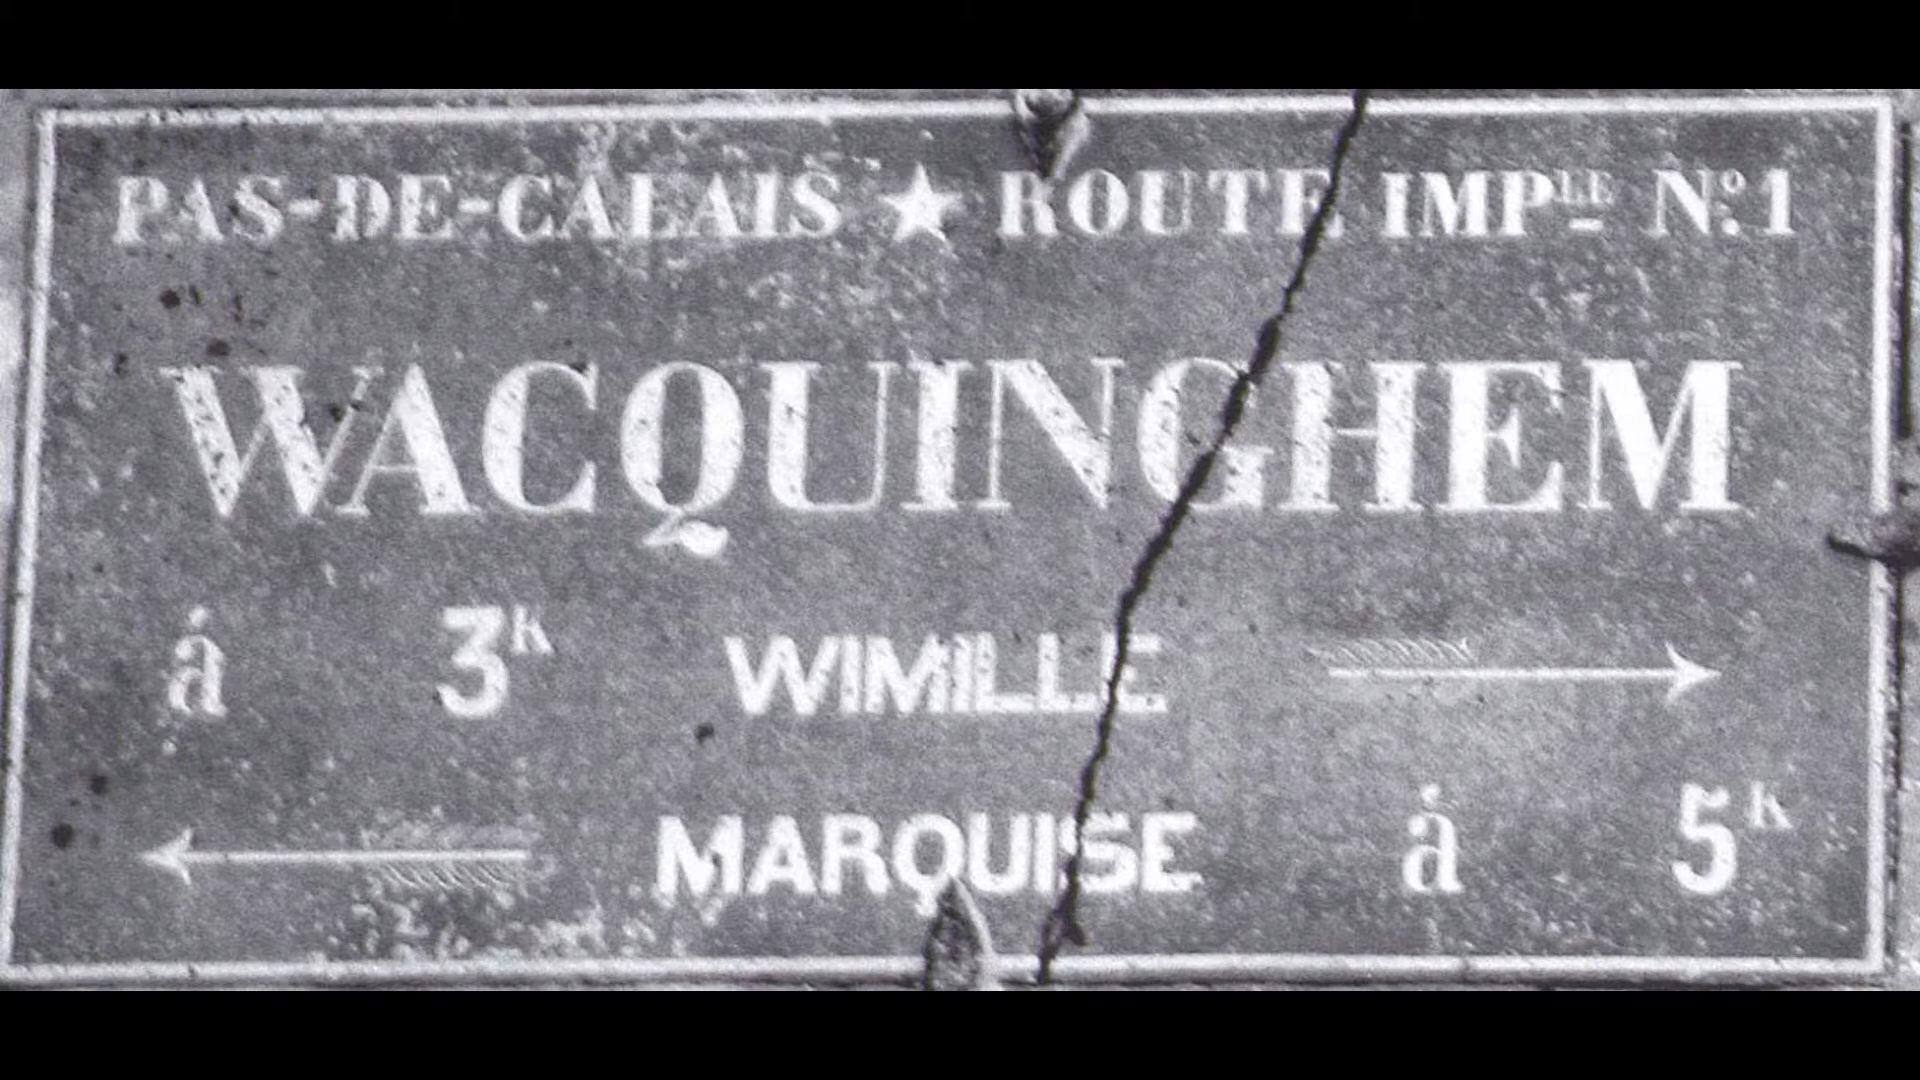 PAS-DE-CALAIS ★ ROUTE IMPLE N°.1
WACQUINGHEM
à 3K WIMILLE →
← MARQUISE à 5K